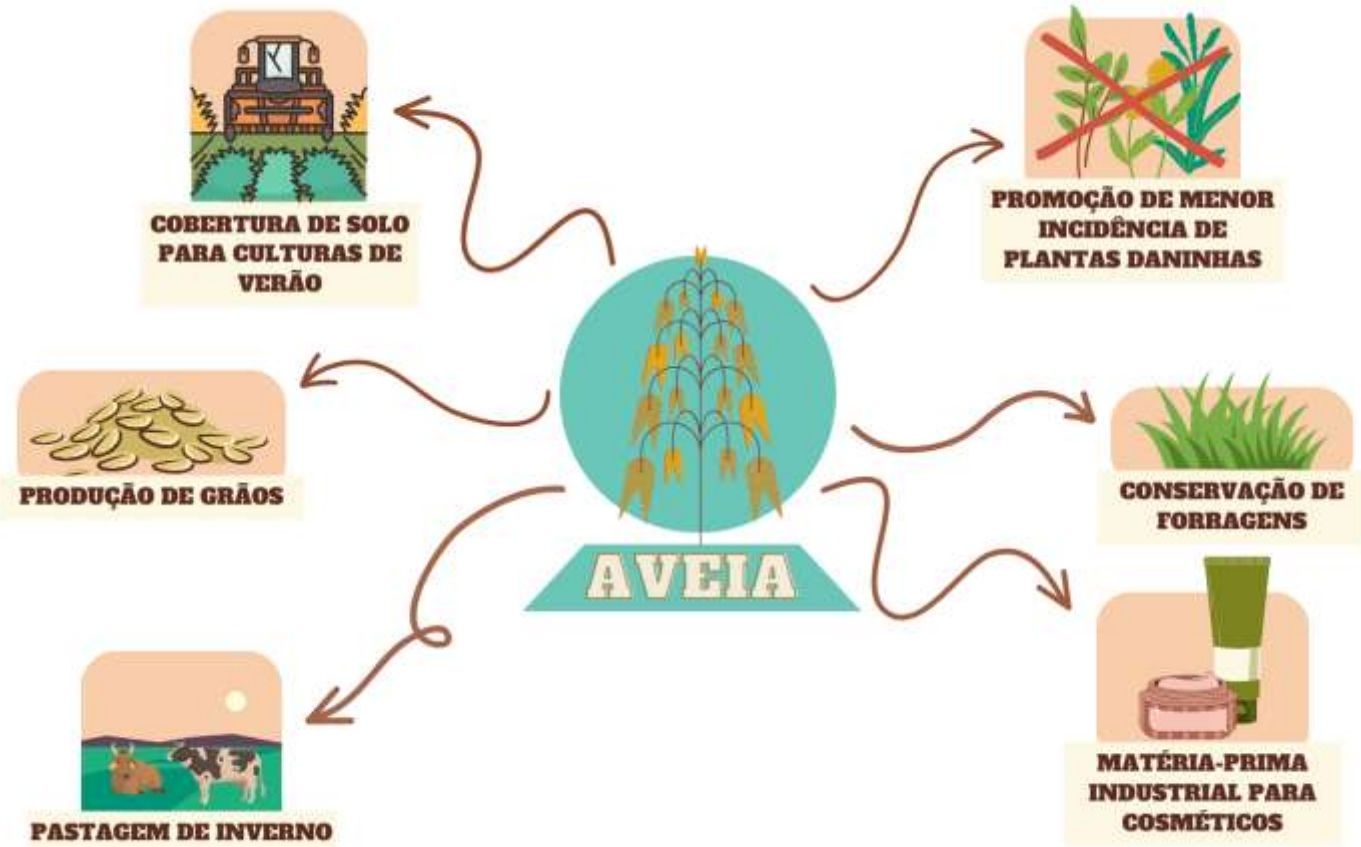 COBERTURA DE SOLO
PARA CULTURAS DE
VERÃO
PROMOÇÃO DE MENOR
INCIDÊNCIA DE
PLANTAS DANINHAS
PRODUÇÃO DE GRÃOS
CONSERVAÇÃO DE
FORRAGENS
AVEIA
PASTAGEM DE INVERNO
MATÉRIA-PRIMA
INDUSTRIAL PARA
COSMÉTICOS